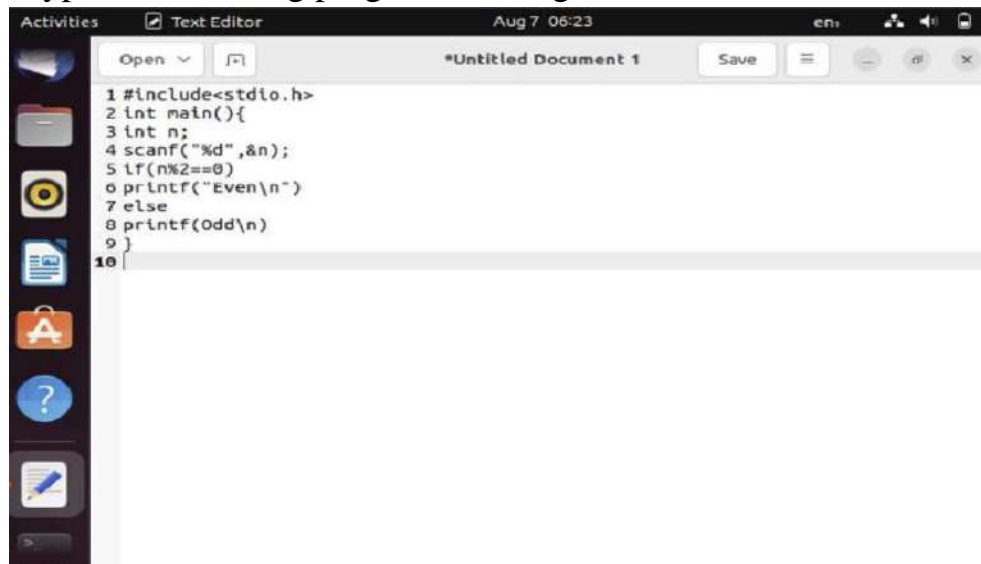 Activities Text Editor Aug 7 06:23 en₁
Open *Untitled Document 1 Save
1 #include<stdio.h>
2 int main(){
3 int n;
4 scanf("%d",&n);
5 if(n%2==0)
6 printf("Even\n")
7 else
8 printf(Odd\n)
9 }
10